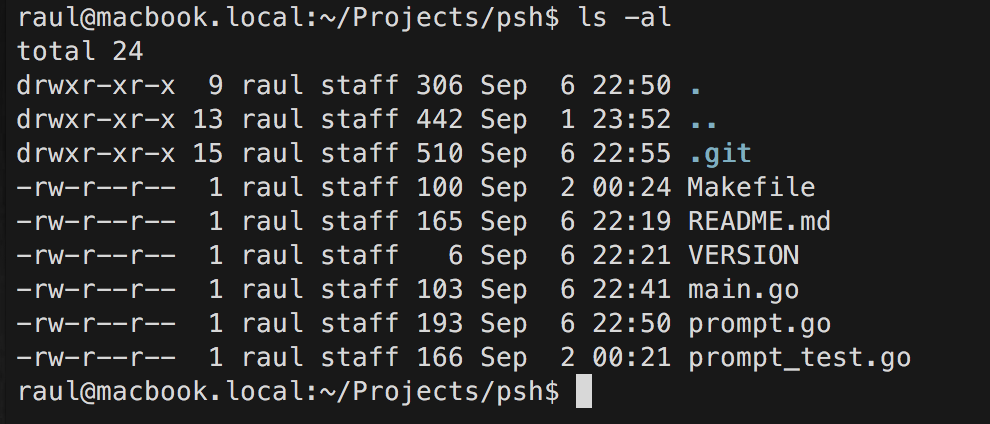 raul@macbook.local:~/Projects/psh$ ls -al
total 24
drwxr-xr-x  9 raul staff 306 Sep  6 22:50 .
drwxr-xr-x 13 raul staff 442 Sep  1 23:52 ..
drwxr-xr-x 15 raul staff 510 Sep  6 22:55 .git
-rw-r--r--  1 raul staff 100 Sep  2 00:24 Makefile
-rw-r--r--  1 raul staff 165 Sep  6 22:19 README.md
-rw-r--r--  1 raul staff   6 Sep  6 22:21 VERSION
-rw-r--r--  1 raul staff 103 Sep  6 22:41 main.go
-rw-r--r--  1 raul staff 193 Sep  6 22:50 prompt.go
-rw-r--r--  1 raul staff 166 Sep  2 00:21 prompt_test.go
raul@macbook.local:~/Projects/psh$